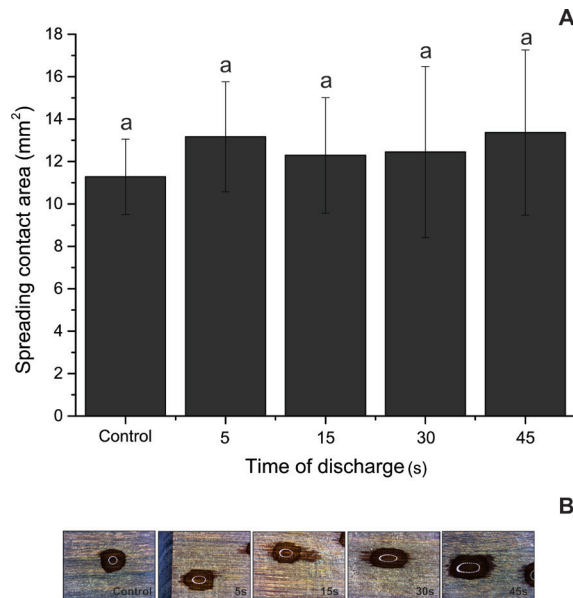 A
a
a
a
a
a
Spreading contact area (mm²)
18
16
14
12
10
8
6
4
2
0
Control
5
15
30
45
Time of discharge (s)
B
Control
5s
15s
30s
45s